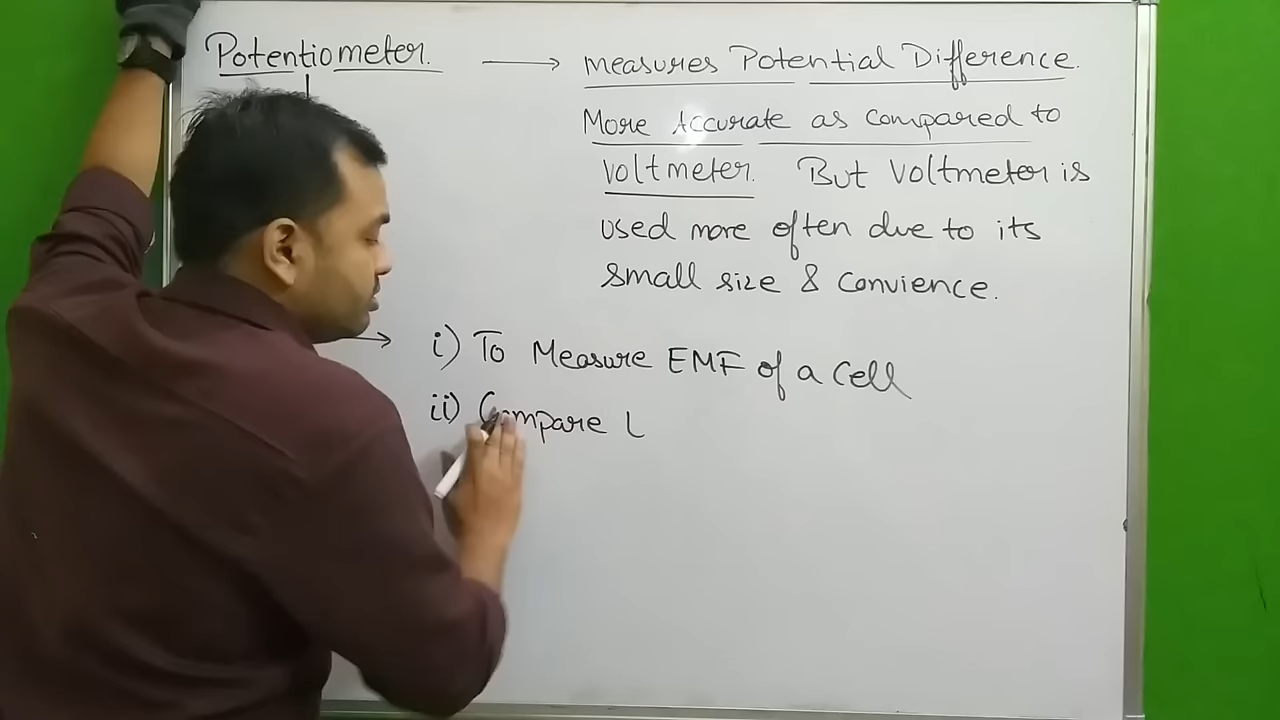 Potentiometer. → measures Potential Difference.
More Accurate as compared to
voltmeter. But Voltmeter is
used more often due to its
small size & convience.
→ i) To Measure EMF of a cell
ii) Compare